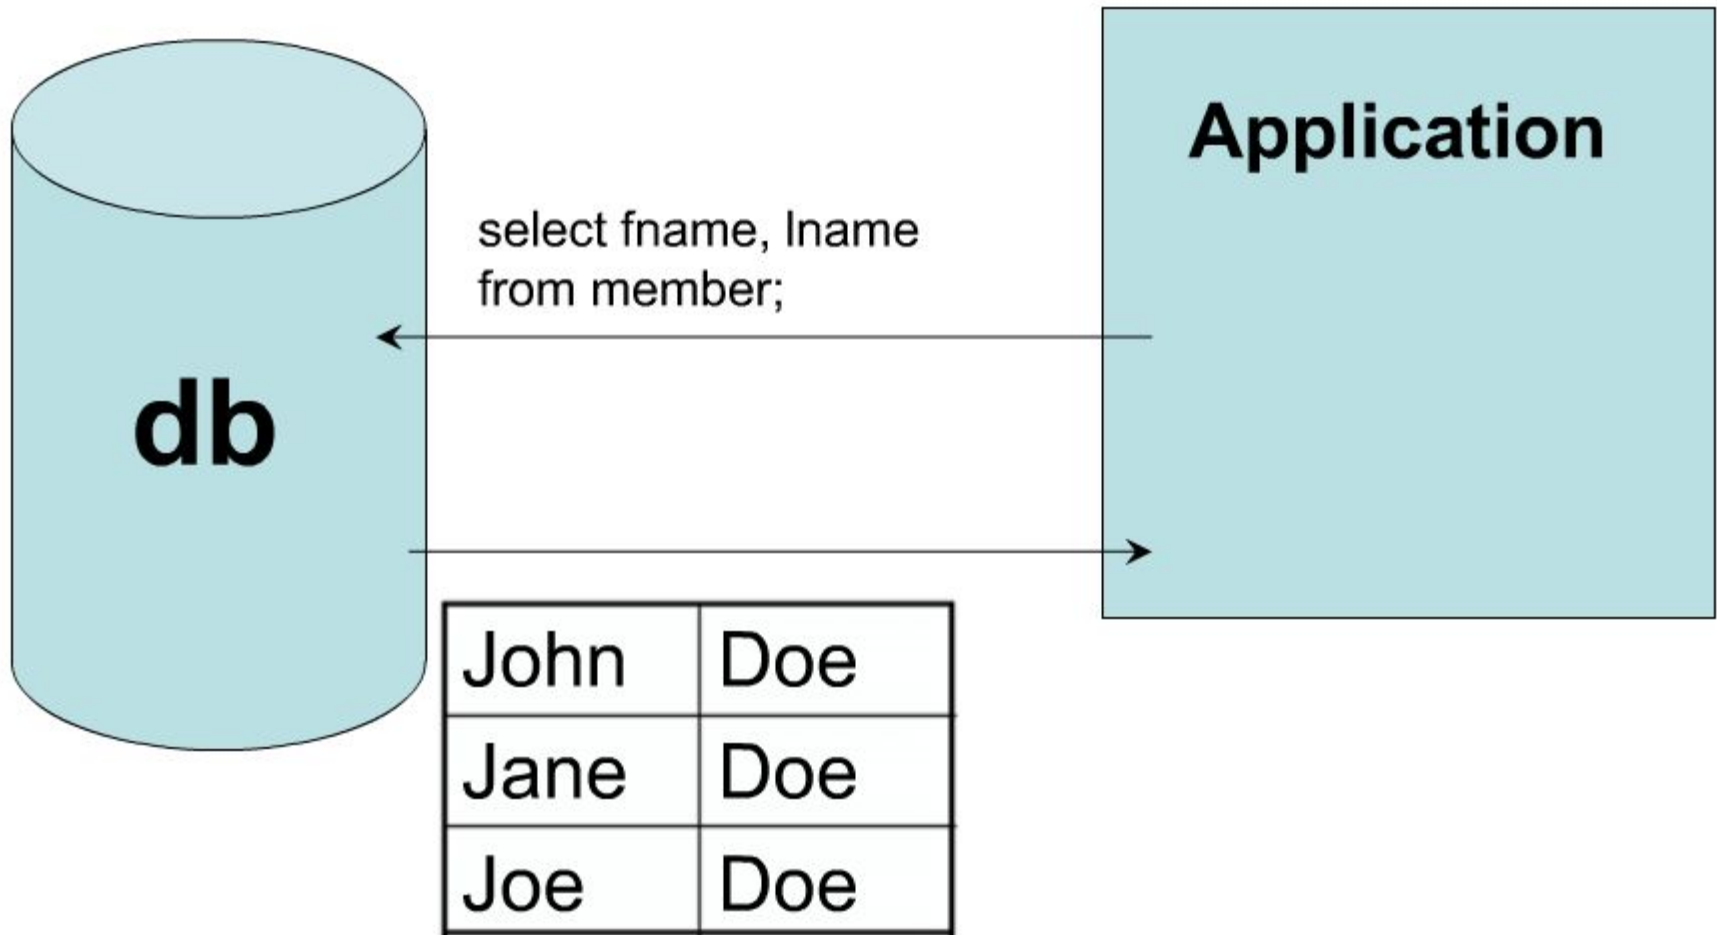 Application
select fname, lname
from member;
db
John Doe
Jane Doe
Joe Doe